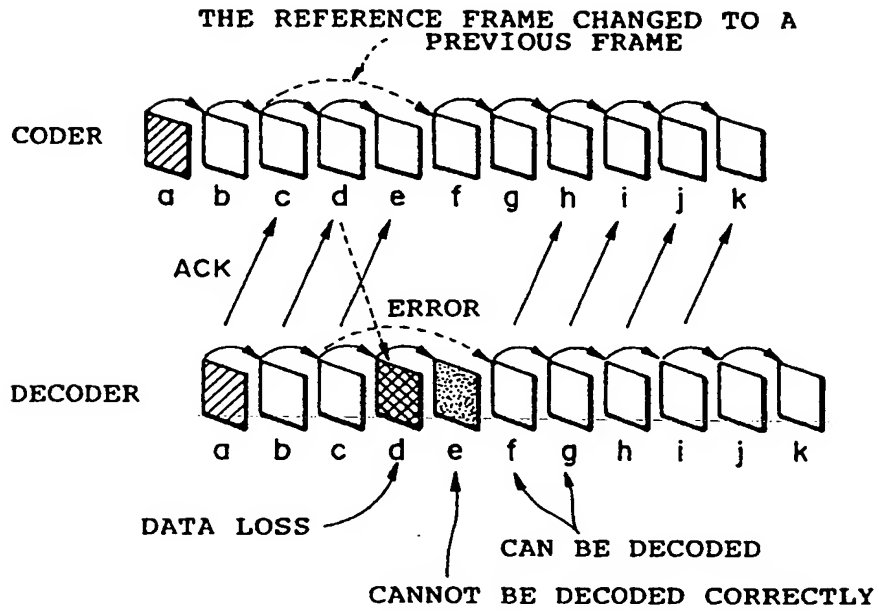 THE REFERENCE FRAME CHANGED TO A
PREVIOUS FRAME
CODER
a b c d e f g h i j k
ACK
ERROR
DECODER
a b c d e f g h i j k
DATA LOSS
CAN BE DECODED
CANNOT BE DECODED CORRECTLY